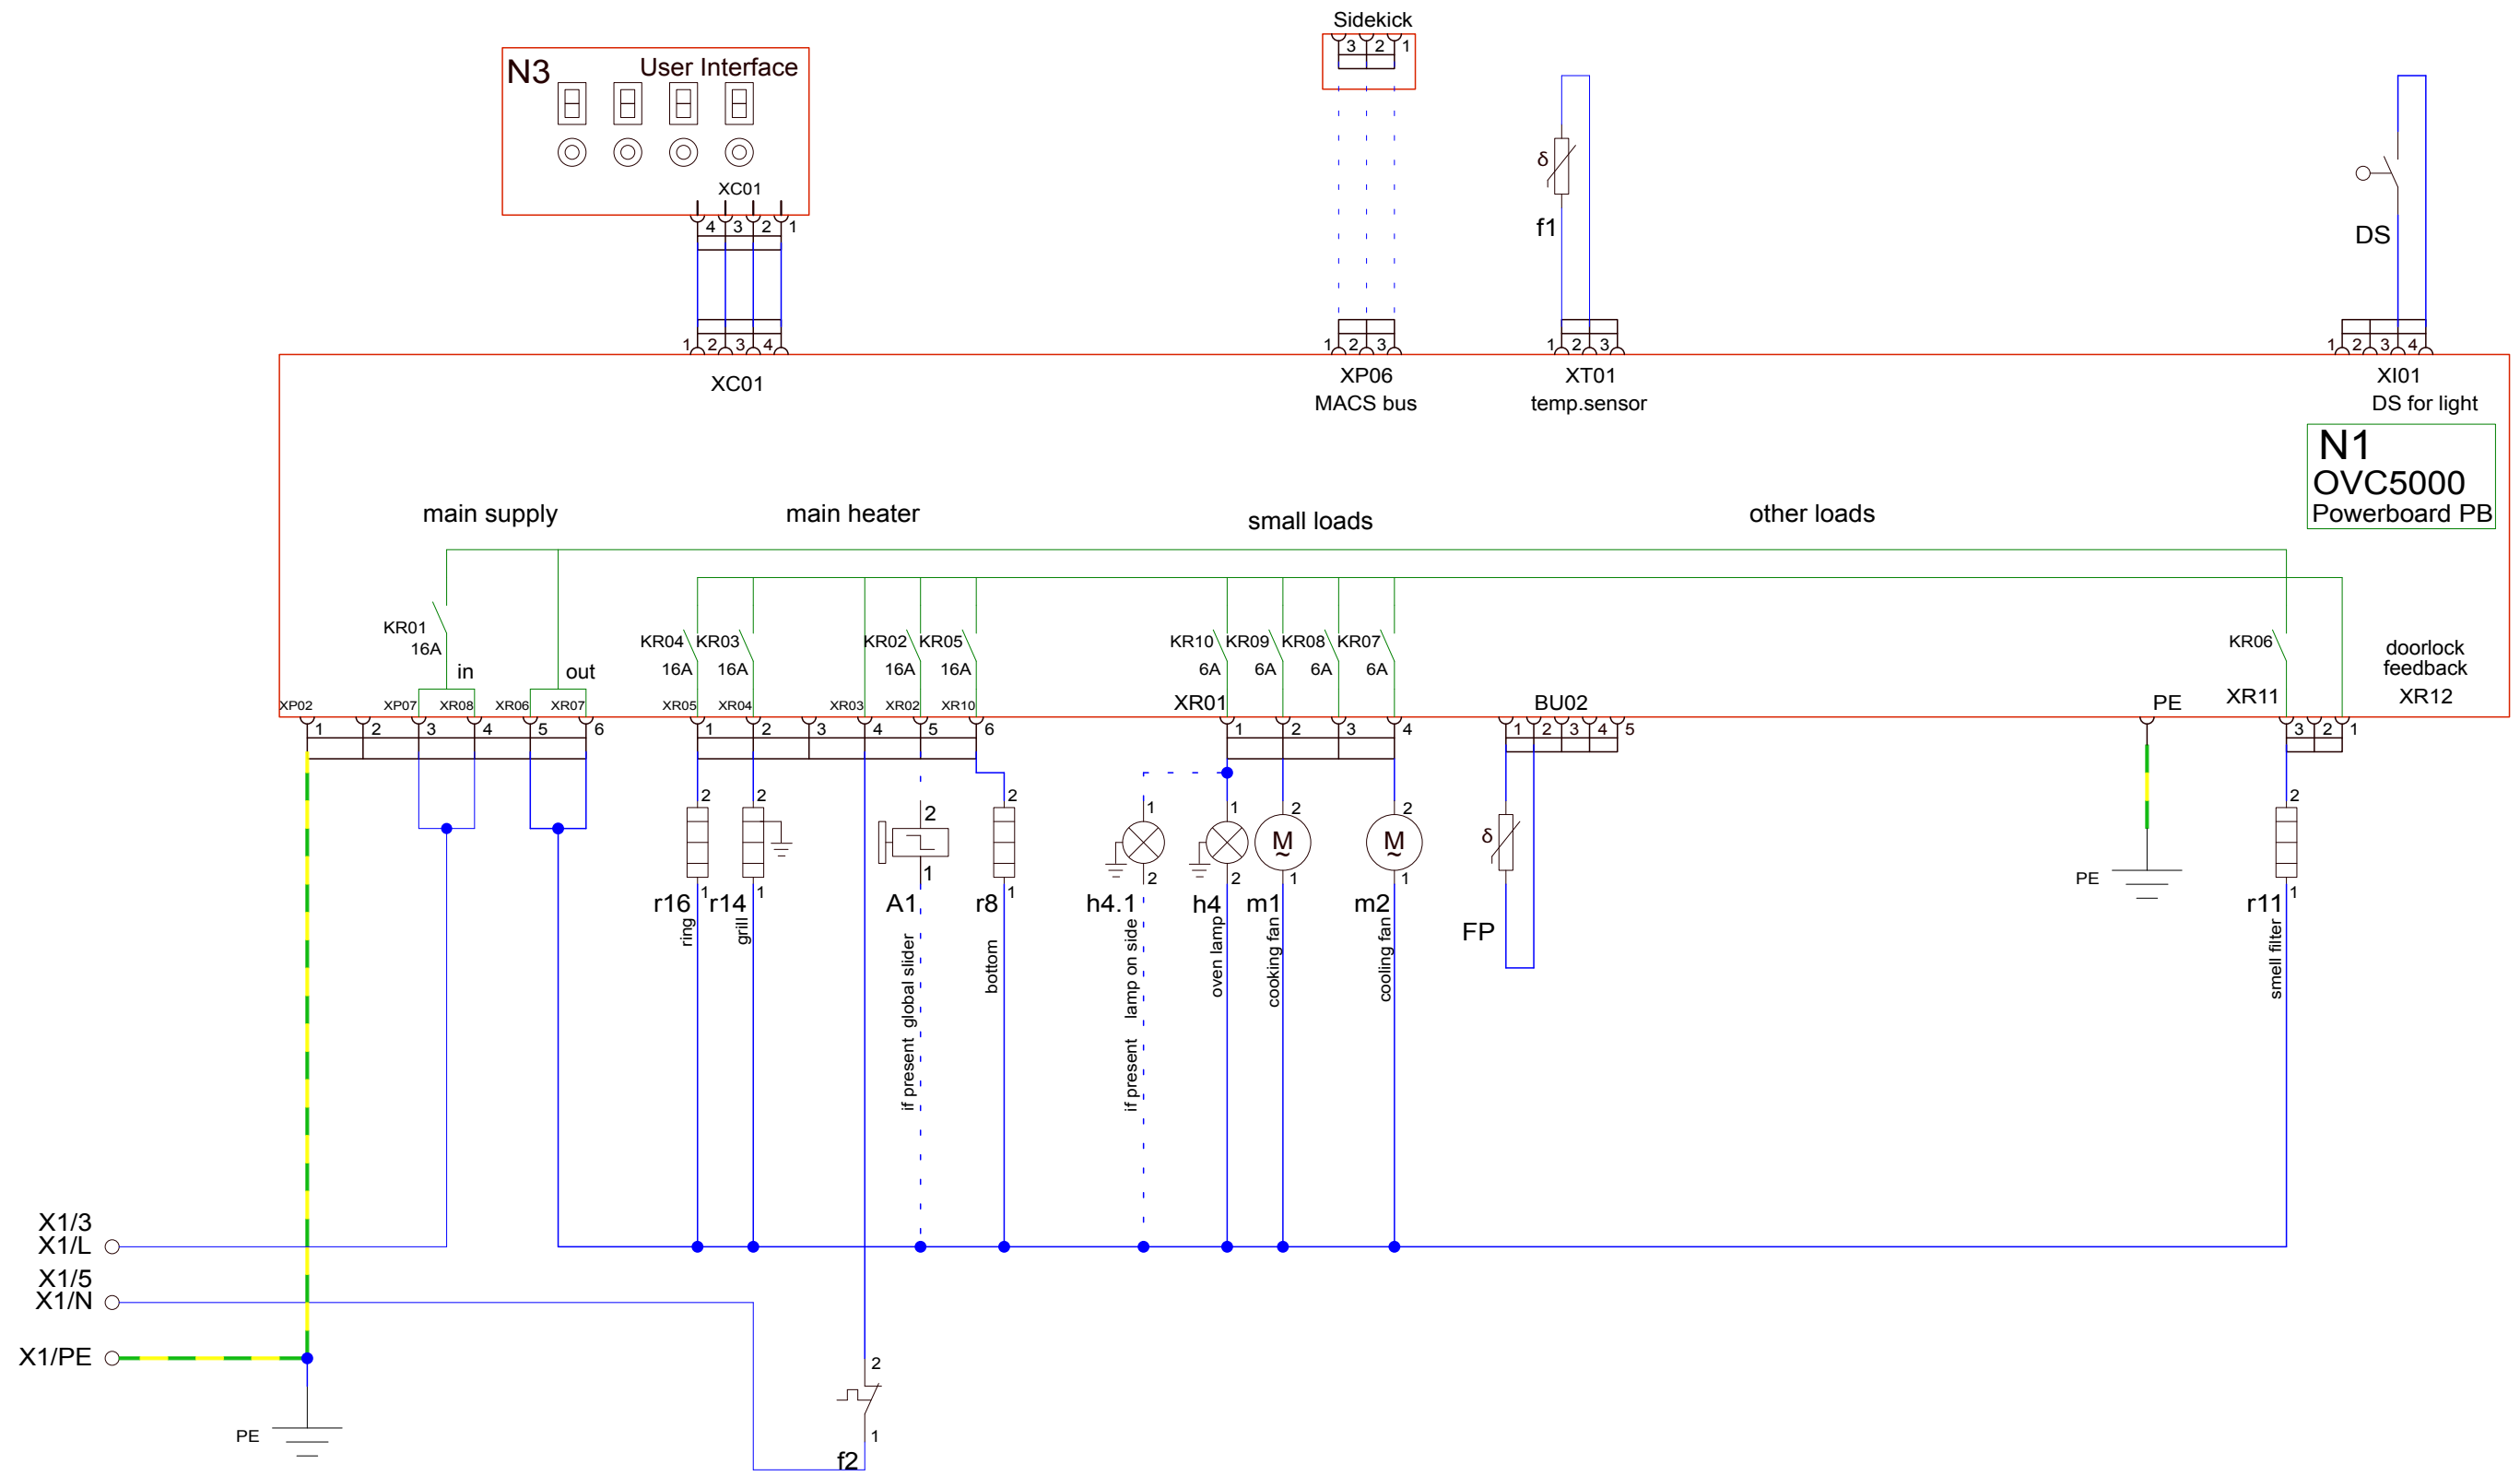 Sidekick
3 2 1
N3 User Interface
XC01
4 3 2 1
δ
f1
DS
1 2 3 4
1 2 3
1 2 3
1 2 3 4
XC01
XP06
MACS bus
XT01
temp.sensor
XI01
DS for light
N1
OVC5000
Powerboard PB
main supply
main heater
small loads
other loads
KR01
16A
in
out
KR04
16A
KR03
16A
KR02
16A
KR05
16A
KR10
6A
KR09
6A
KR08
6A
KR07
6A
KR06
doorlock
feedback
XP02 XP07 XR08 XR06 XR07 XR05 XR04 XR03 XR02 XR10 XR01 BU02 PE XR11 XR12
1 2 3 4 5 6
1 2 3 4 5 6
1 2 3 4
1 2 3 4 5
3 2 1
2 2 2 2 1 1 2 2 2
M
~
M
~
δ
1 1 1 1 2 2 1 1 1
PE
r16
ring
r14
grill
A1
if present global slider
r8
bottom
h4.1
if present lamp on side
h4
oven lamp
m1
cooking fan
m2
cooling fan
FP
r11
smell filter
X1/3
X1/L
X1/5
X1/N
X1/PE
2
PE
1
f2